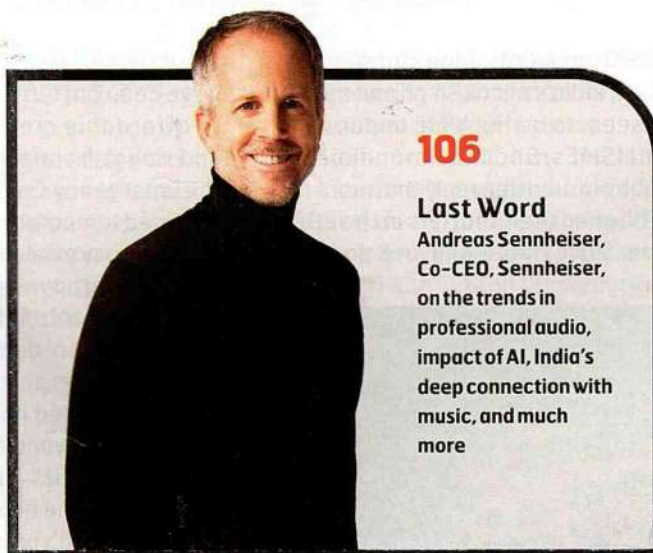 106
Last Word
Andreas Sennheiser,
Co-CEO, Sennheiser,
on the trends in
professional audio,
impact of AI, India's
deep connection with
music, and much
more